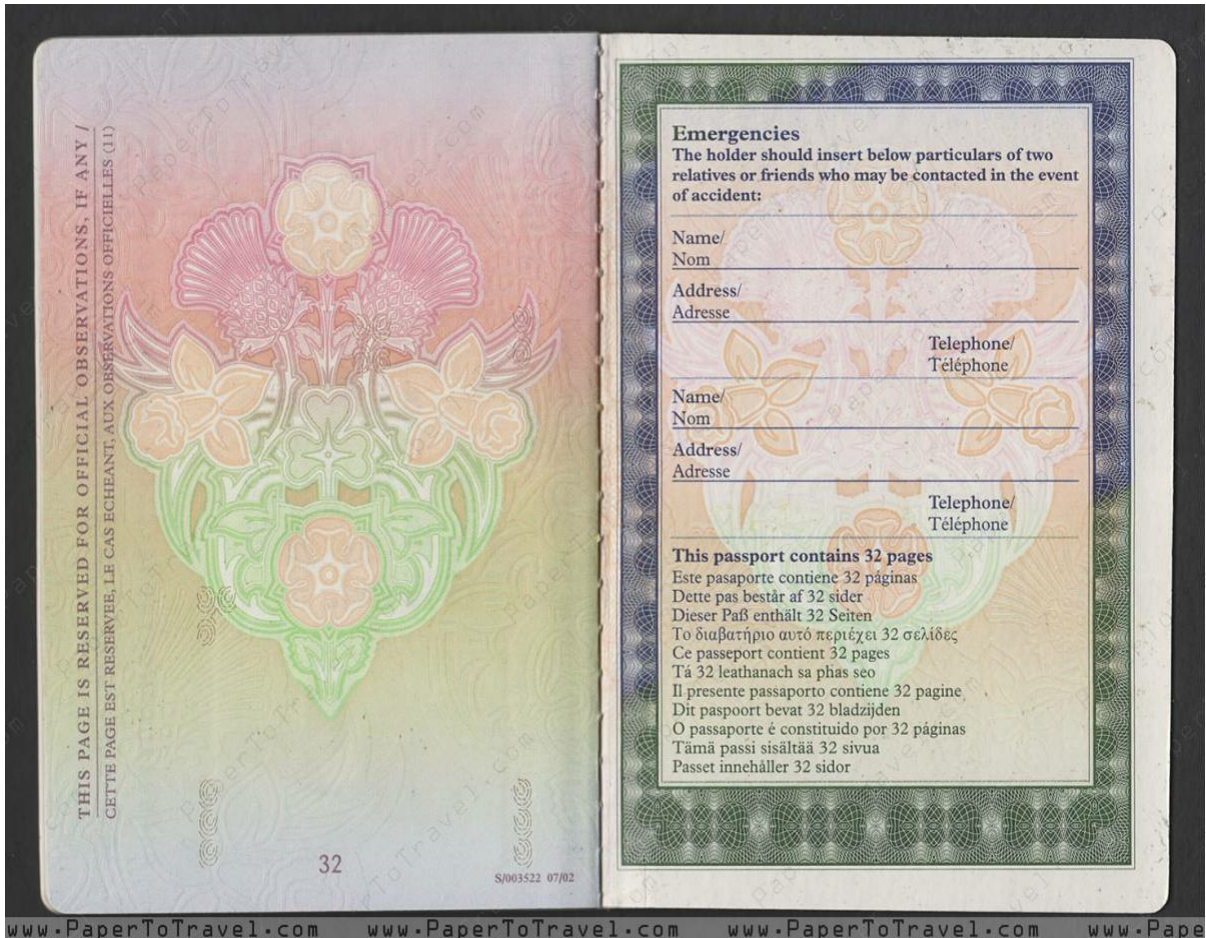 THIS PAGE IS RESERVED FOR OFFICIAL OBSERVATIONS, IF ANY /
CETTE PAGE EST RESERVEE, LE CAS ECHEANT, AUX OBSERVATIONS OFFICIELLES (11)
32
S/003522 07/02
Emergencies
The holder should insert below particulars of two
relatives or friends who may be contacted in the event
of accident:
Name/
Nom
Address/
Adresse
Telephone/
Téléphone
Name/
Nom
Address/
Adresse
Telephone/
Téléphone
This passport contains 32 pages
Este pasaporte contiene 32 páginas
Dette pas består af 32 sider
Dieser Paß enthält 32 Seiten
Το διαβατήριο αυτό περιέχει 32 σελίδες
Ce passeport contient 32 pages
Tá 32 leathanach sa phas seo
Il presente passaporto contiene 32 pagine
Dit paspoort bevat 32 bladzijden
O passaporte é constituido por 32 páginas
Tämä passi sisältää 32 sivua
Passet innehåller 32 sidor
www.PaperToTravel.com www.PaperToTravel.com www.PaperToTravel.com www.Pape